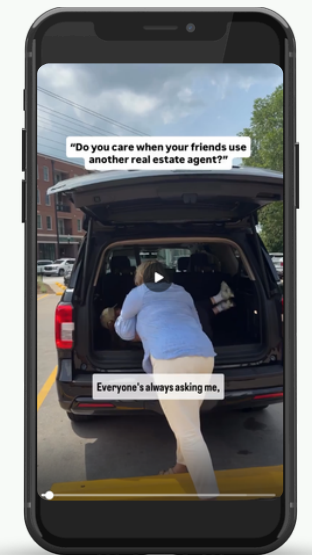 “Do you care when your friends use
another real estate agent?”
Everyone's always asking me,